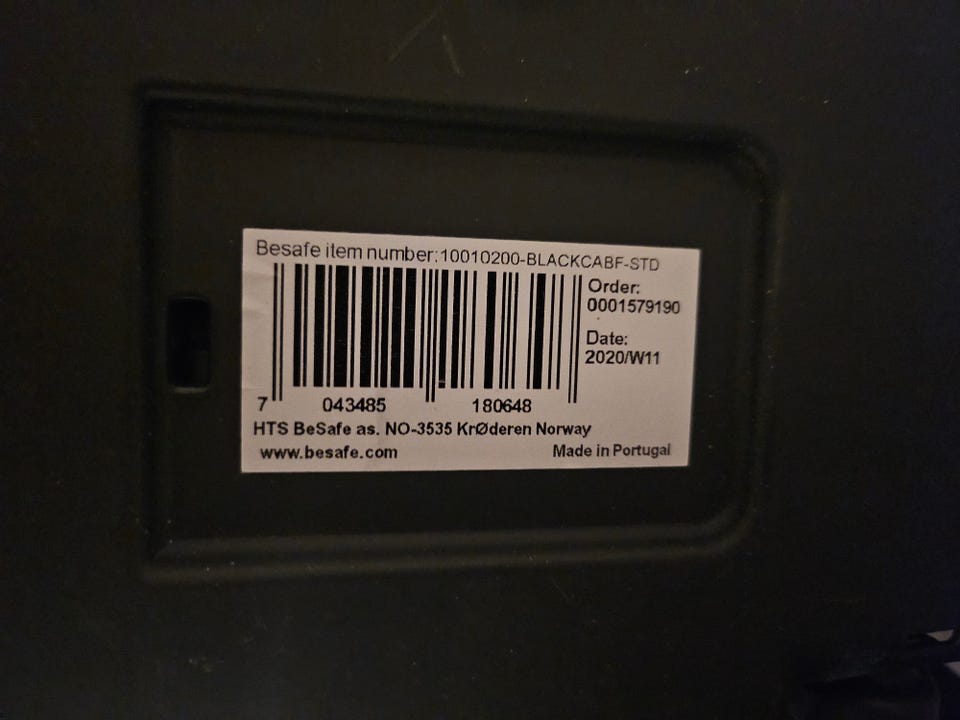 Besafe item number:10010200-BLACKCABF-STD
Order:
0001579190
Date:
2020/W11
7 043485 180648
HTS BeSafe as. NO-3535 KrØderen Norway
www.besafe.com Made in Portugal